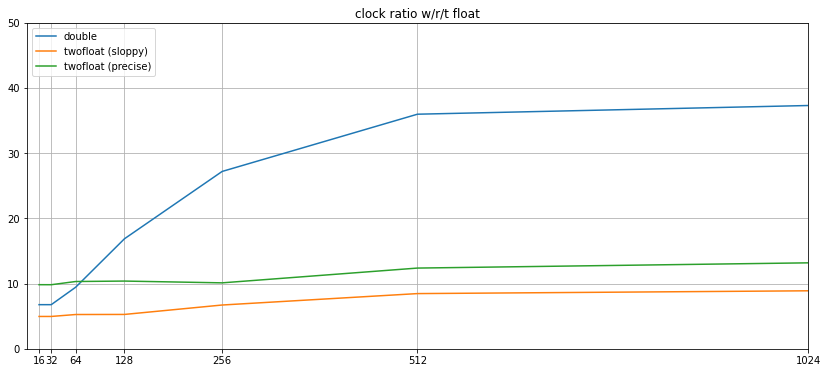 clock ratio w/r/t float
50
40
30
20
10
0
double
twofloat (sloppy)
twofloat (precise)
16 32 64 128 256 512 1024